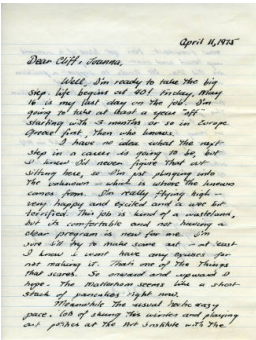 April 11, 1975
Dear Cliff + Joanna,
Well, I'm ready to take the big
step. Life begins at 40! Friday, May
16 is my last day on the job. I'm
going to take at least a year "off"
starting with 4 months or so in Europe.
Greece first, then who knows.
I have no idea what the next
step in a career is going to be, but
I knew I'd never figure that out
sitting here, so I'm just plunging into
the unknown - which is where the known
comes from. I'm really flying high -
very happy and excited and a wee bit
terrified. This job is kind of a wasteland,
but it's comfortable and not having a
clear program is new for me. I'm
sure I'll try to make some art - at least
I know I won't have any excuses for
not making it. That's one of the things
that scares. So onward and upward I
hope. The Matterhorn seems like a short
stack of pancakes right now.
Meanwhile the usual hectic easy
pace. Lots of skiing this winter and playing
at the Art Institute with the